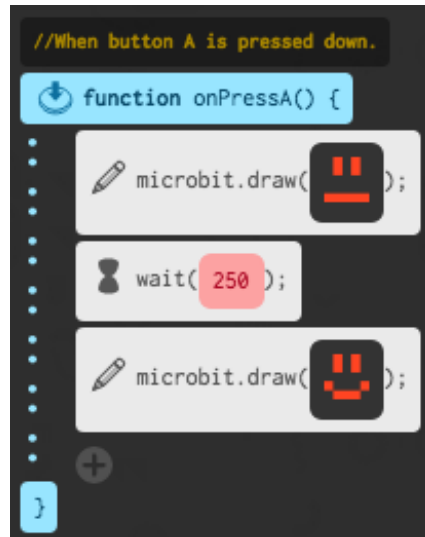 //When button A is pressed down.
function onPressA() {
microbit.draw( );
wait( 250 );
microbit.draw( );
}